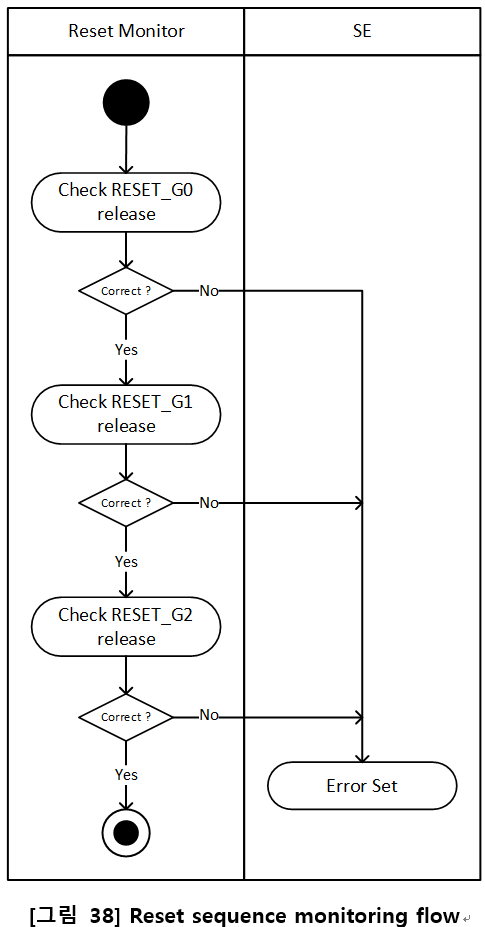 Reset Monitor
SE
Check RESET_G0
release
Correct ?
No
Yes
Check RESET_G1
release
Correct ?
No
Yes
Check RESET_G2
release
Correct ?
No
Yes
Error Set
[그림 38] Reset sequence monitoring flow